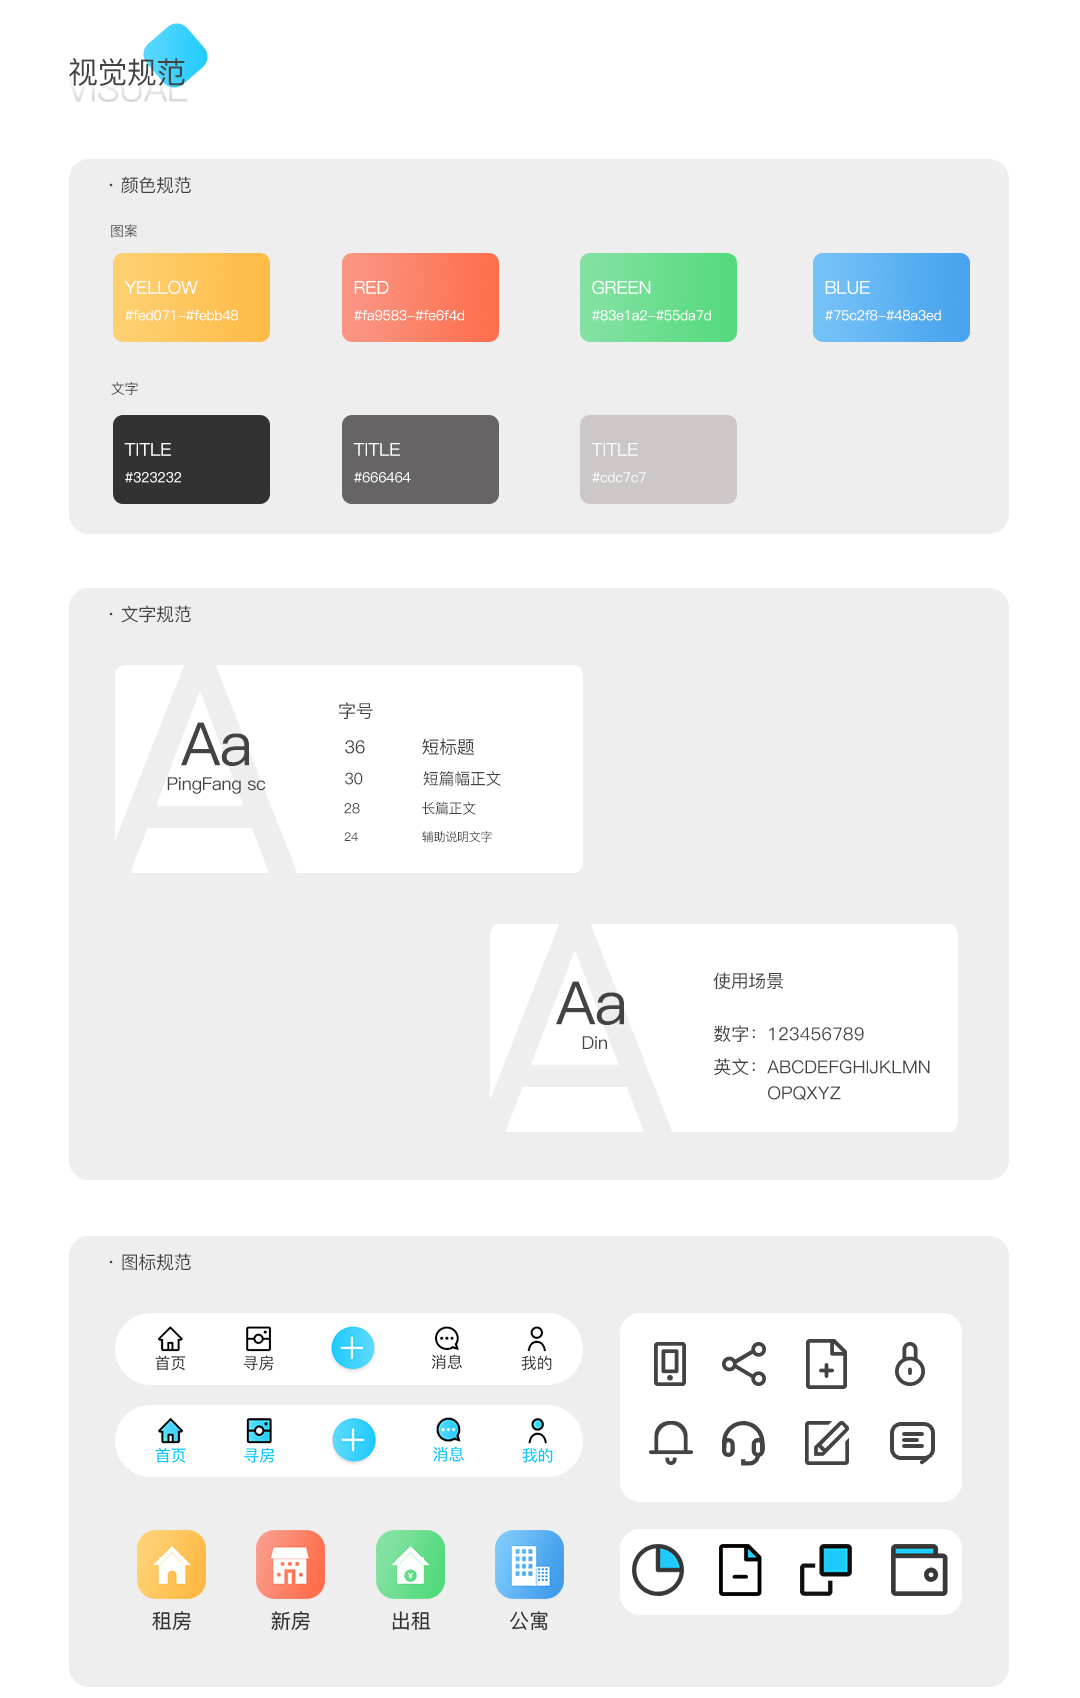 视觉规范
VISUAL
· 颜色规范
图案
YELLOW
#fed071-#febb48
RED
#fa9583-#fe6f4d
GREEN
#83e1a2-#55da7d
BLUE
#75c2f8-#48a3ed
文字
TITLE
#323232
TITLE
#666464
TITLE
#cdc7c7
· 文字规范
A
Aa
PingFang sc
字号
36 短标题
30 短篇幅正文
28 长篇正文
24 辅助说明文字
A
Aa
Din
使用场景
数字：123456789
英文：ABCDEFGHIJKLMN
OPQXYZ
· 图标规范
首页 寻房 消息 我的
首页 寻房 消息 我的
¥
租房 新房 出租 公寓